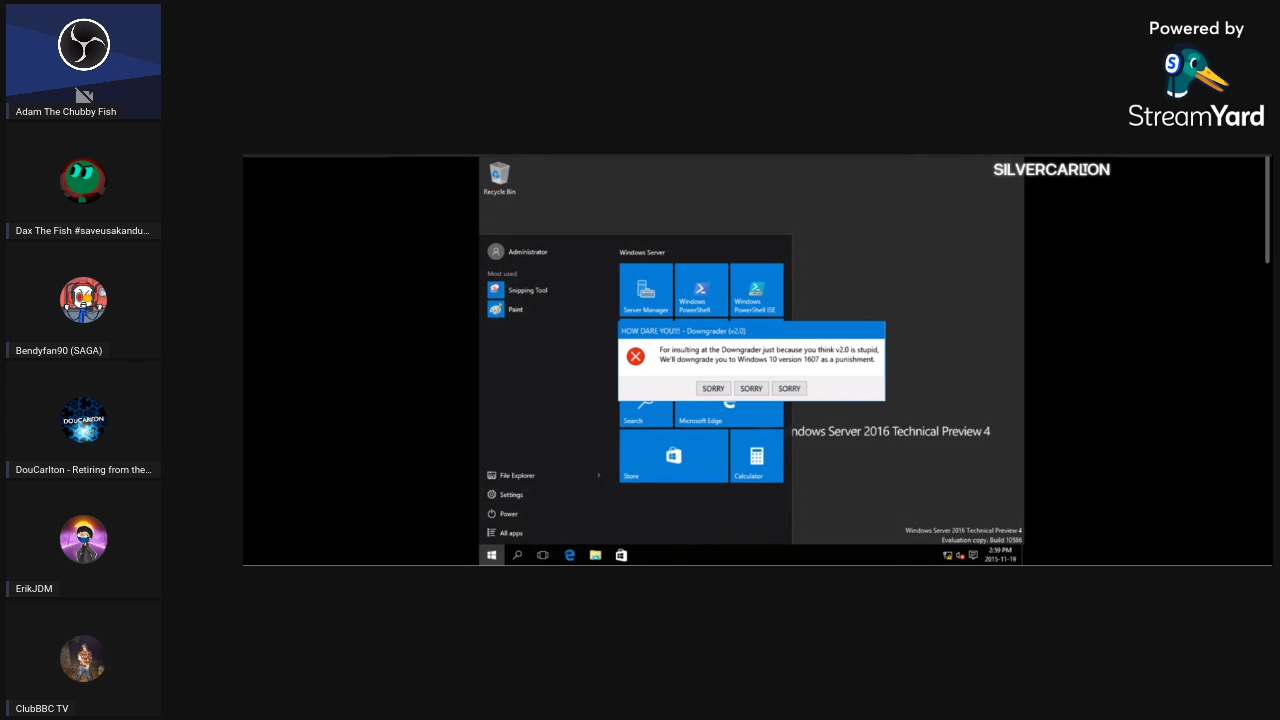 Adam The Chubby Fish
Dax The Fish #saveusakandu...
Bendyfan90 (SAGA)
DOUCARLTON
DouCarlton - Retiring from the...
ErikJDM
ClubBBC TV
Powered by
S
StreamYard
SILVERCARLTON
Recycle Bin
Administrator
Most used
Snipping Tool
Paint
File Explorer
Settings
Power
All apps
Windows Server
Server Manager
Windows PowerShell
Windows PowerShell ISE
HOW DARE YOU!!! - Downgrader (v2.0)
For insulting at the Downgrader just because you think v2.0 is stupid,
We'll downgrade you to Windows 10 version 1607 as a punishment.
SORRY SORRY SORRY
Search
Microsoft Edge
Store
Calculator
ndows Server 2016 Technical Preview 4
Windows Server 2016 Technical Preview 4
Evaluation copy. Build 10586
2:59 PM
2015-11-19